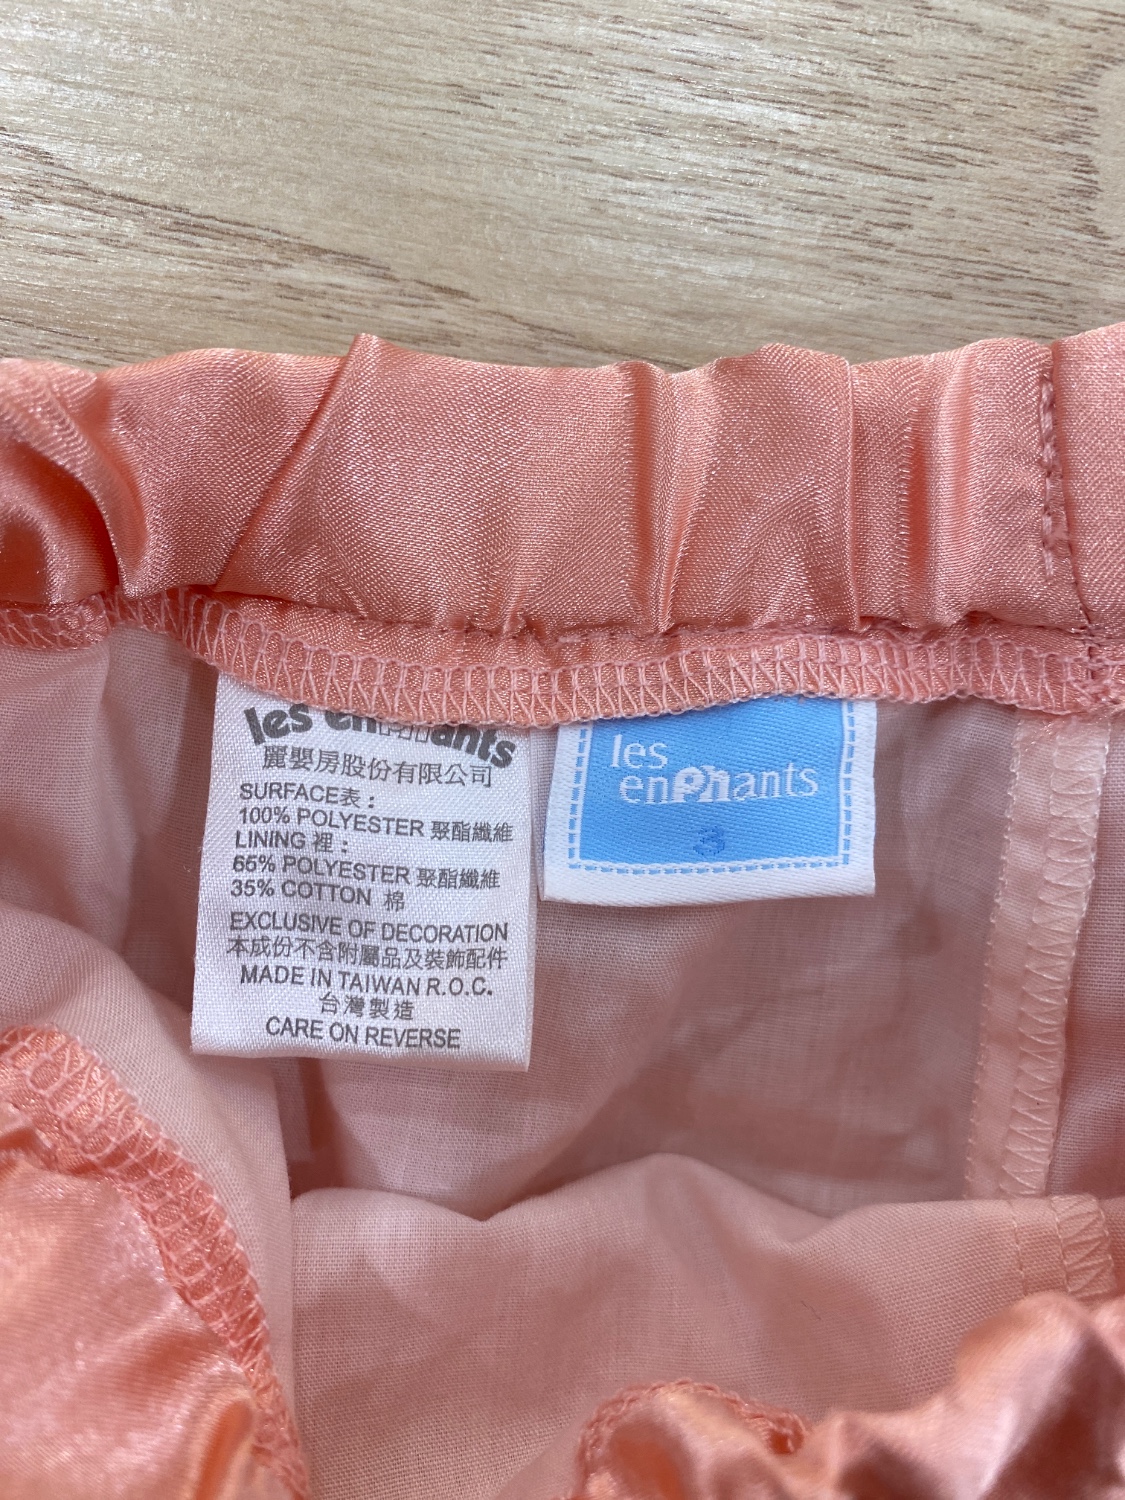 les enphants
麗嬰房股份有限公司
SURFACE表：
100% POLYESTER 聚酯纖維
LINING 裡：
65% POLYESTER 聚酯纖維
35% COTTON 棉
EXCLUSIVE OF DECORATION
本成份不含附屬品及裝飾配件
MADE IN TAIWAN R.O.C.
台灣製造
CARE ON REVERSE
les
enphants
3